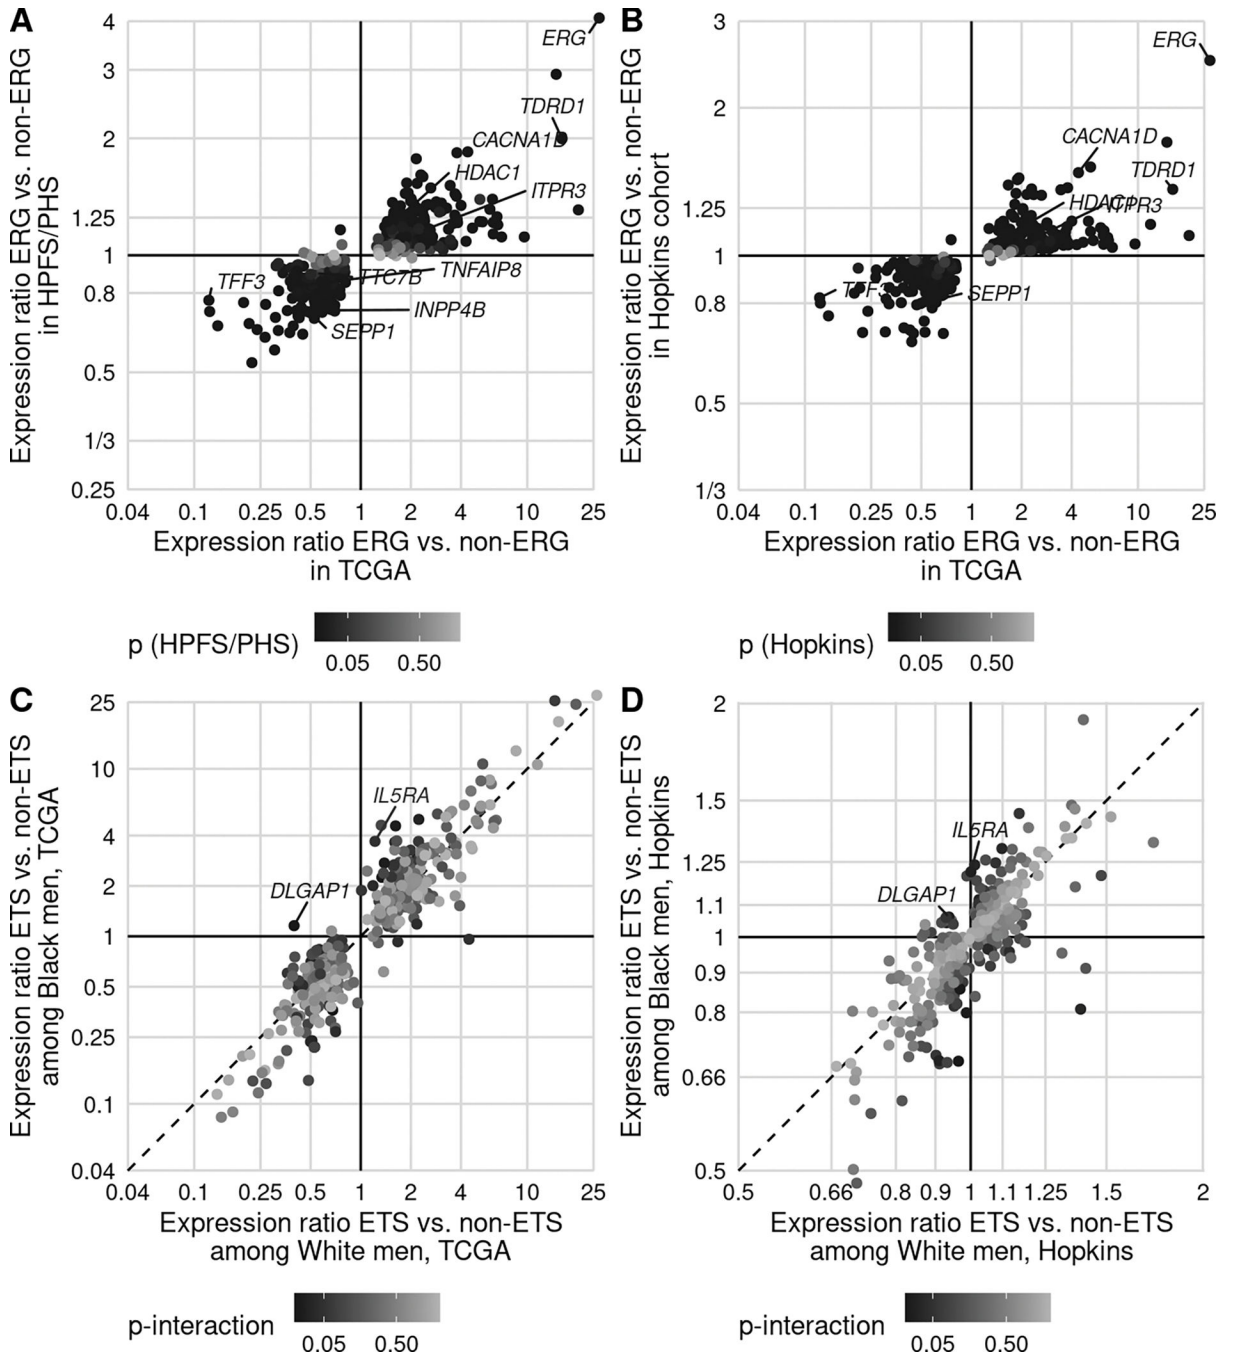 A
Expression ratio ERG vs. non-ERG
in HPFS/PHS
4
3
2
1.25
1
0.8
0.5
1/3
0.25
ERG
TDRD1
CACNA1D
HDAC1
ITPR3
TTC7B
TNFAIP8
TFF3
INPP4B
SEPP1
0.04 0.1 0.25 0.5 1 2 4 10 25
Expression ratio ERG vs. non-ERG
in TCGA
p (HPFS/PHS)
0.05 0.50
B
Expression ratio ERG vs. non-ERG
in Hopkins cohort
3
2
1.25
1
0.8
0.5
1/3
ERG
CACNA1D
TDRD1
HDAC1
ITPR3
TFF3
SEPP1
0.04 0.1 0.25 0.5 1 2 4 10 25
Expression ratio ERG vs. non-ERG
in TCGA
p (Hopkins)
0.05 0.50
C
Expression ratio ETS vs. non-ETS
among Black men, TCGA
25
10
4
2
1
0.5
0.25
0.1
0.04
IL5RA
DLGAP1
0.04 0.1 0.25 0.5 1 2 4 10 25
Expression ratio ETS vs. non-ETS
among White men, TCGA
p-interaction
0.05 0.50
D
Expression ratio ETS vs. non-ETS
among Black men, Hopkins
2
1.5
1.25
1.1
1
0.9
0.8
0.66
0.5
IL5RA
DLGAP1
0.5 0.66 0.8 0.9 1 1.1 1.25 1.5 2
Expression ratio ETS vs. non-ETS
among White men, Hopkins
p-interaction
0.05 0.50